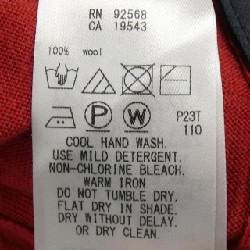 RN 92568
CA 19543
100% wool
P W P23T
110
COOL HAND WASH.
USE MILD DETERGENT.
NON-CHLORINE BLEACH.
WARM IRON
DO NOT TUMBLE DRY.
FLAT DRY IN SHADE.
DRY WITHOUT DELAY.
OR DRY CLEAN.